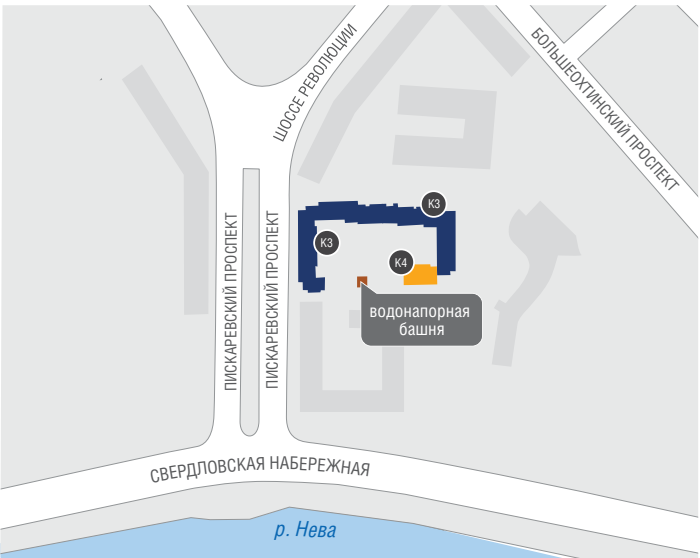 ШОССЕ РЕВОЛЮЦИИ
БОЛЬШЕОХТИНСКИЙ ПРОСПЕКТ
К3
К3
К4
ПИСКАРЕВСКИЙ ПРОСПЕКТ
ПИСКАРЕВСКИЙ ПРОСПЕКТ
водонапорная
башня
СВЕРДЛОВСКАЯ НАБЕРЕЖНАЯ
р. Нева